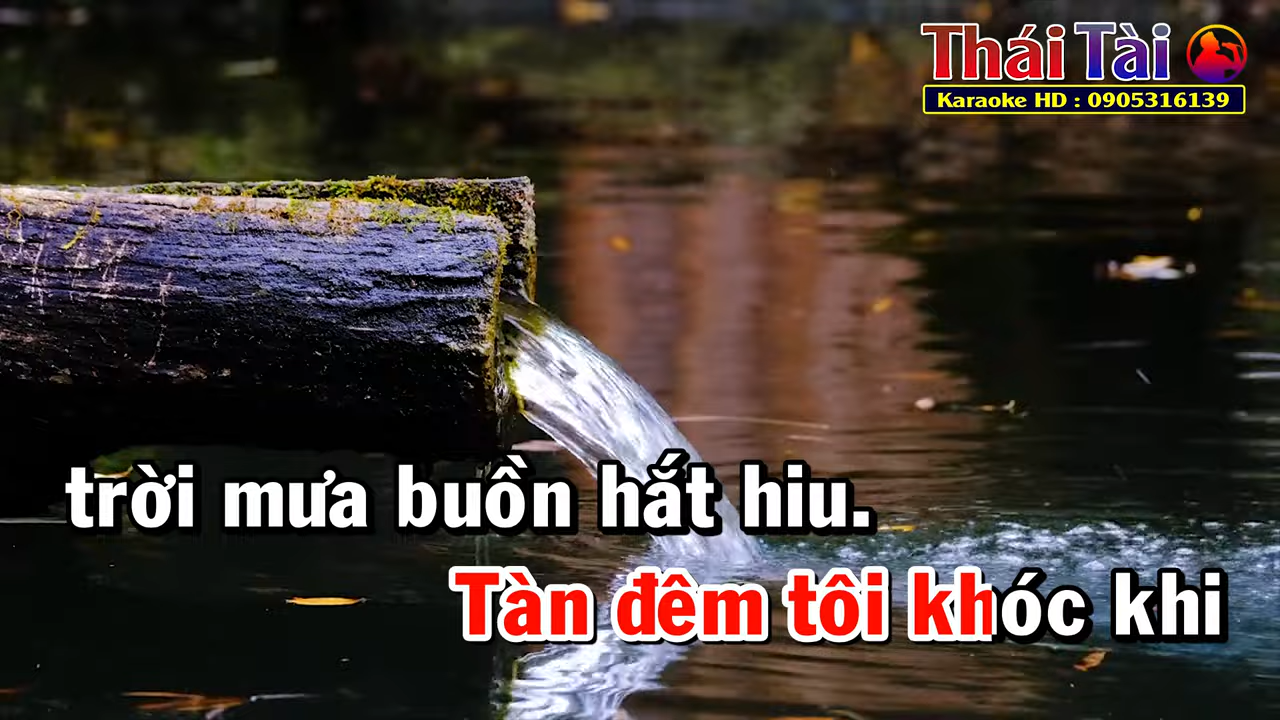 Thái Tài
Karaoke HD : 0905316139
trời mưa buồn hắt hiu.
Tàn đêm tôi khóc khi